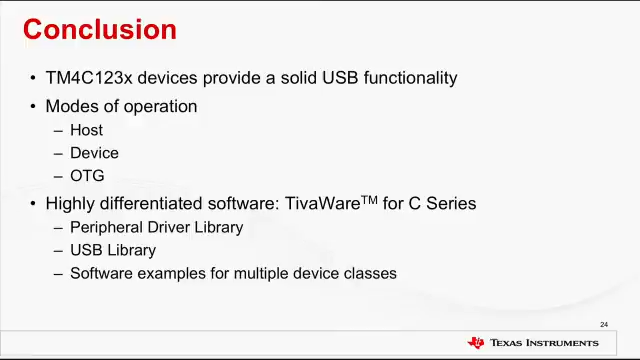 Conclusion
• TM4C123x devices provide a solid USB functionality
• Modes of operation
– Host
– Device
– OTG
• Highly differentiated software: TivaWare™ for C Series
– Peripheral Driver Library
– USB Library
– Software examples for multiple device classes
24
TEXAS INSTRUMENTS